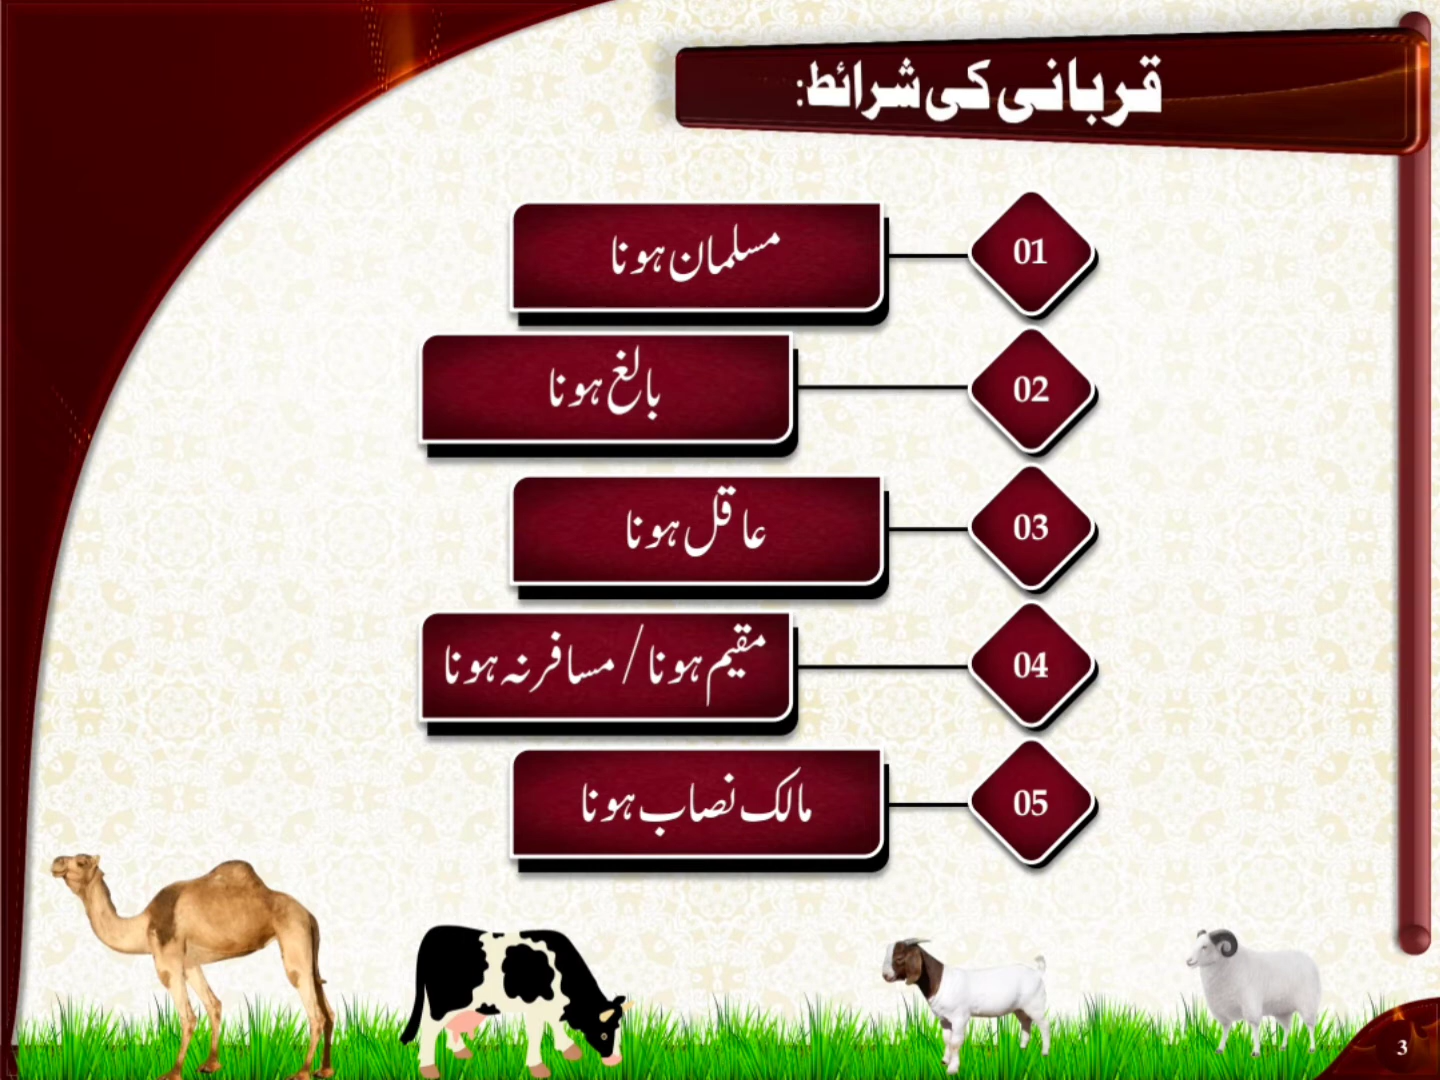 قربانی کی شرائط:
01 مسلمان ہونا
02 بالغ ہونا
03 عاقل ہونا
04 مقیم ہونا / مسافر نہ ہونا
05 مالک نصاب ہونا
3